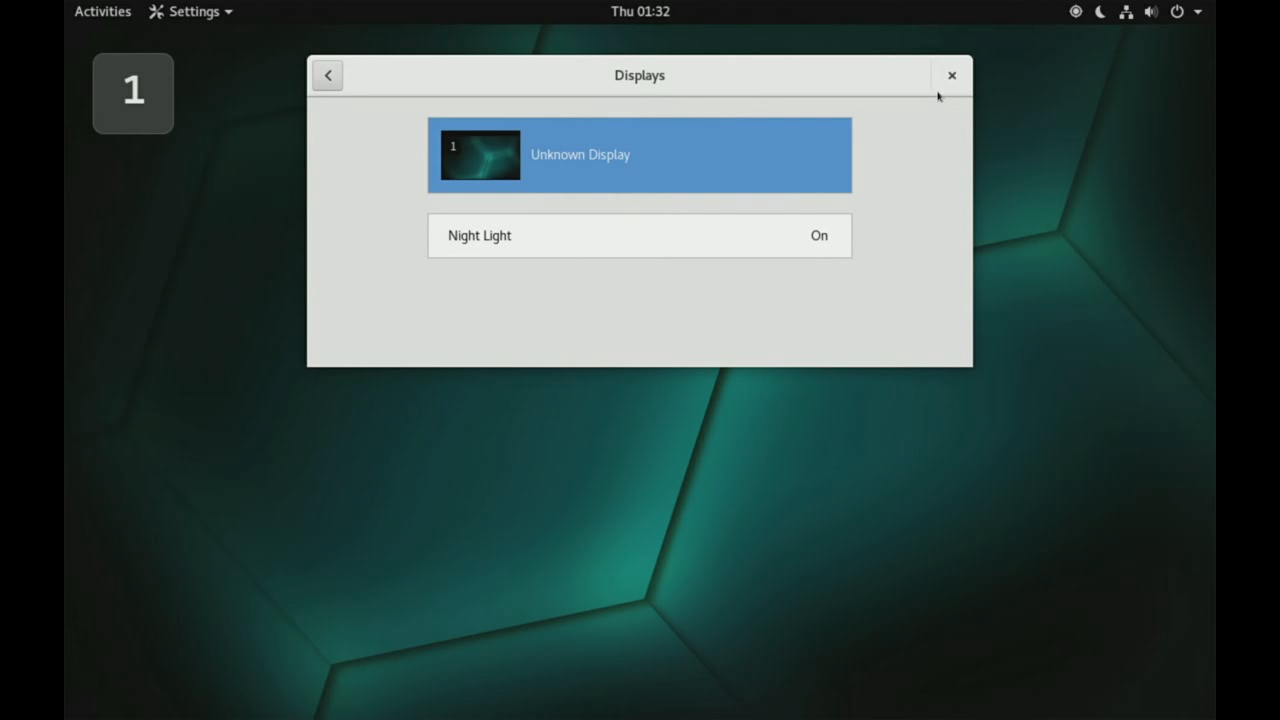 Activities Settings Thu 01:32
1
Displays
1 Unknown Display
Night Light On